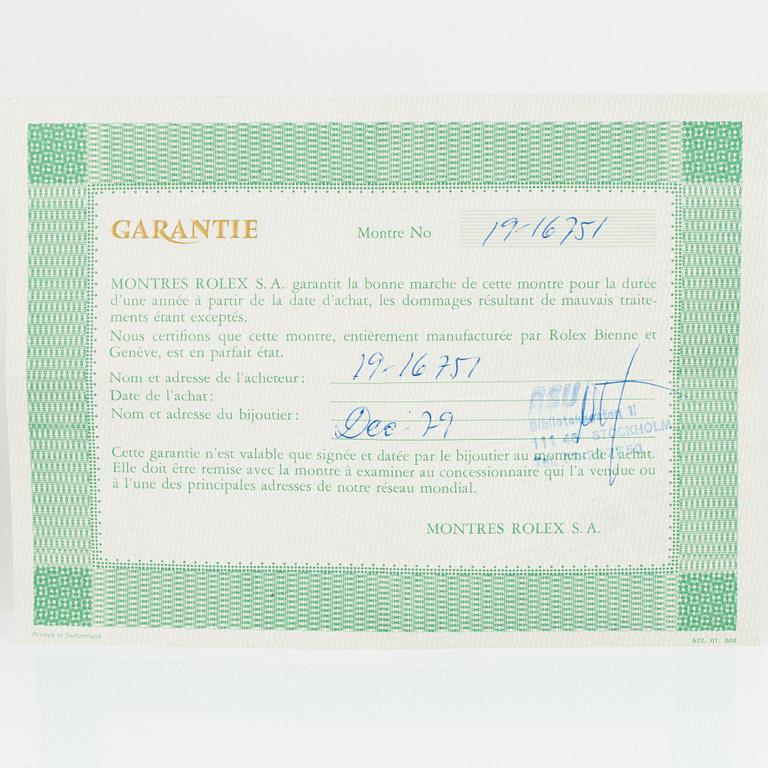 GARANTIE
Montre No 19-16751
MONTRES ROLEX S. A. garantit la bonne marche de cette montre pour la durée
d'une année à partir de la date d'achat, les dommages résultant de mauvais traite-
ments étant exceptés.
Nous certifions que cette montre, entièrement manufacturée par Rolex Bienne et
Genève, est en parfait état.
Nom et adresse de l'acheteur: 19-16751
Date de l'achat:
Nom et adresse du bijoutier: Dec. 79
STOCKHOLM
Cette garantie n'est valable que signée et datée par le bijoutier au moment de l'achat.
Elle doit être remise avec la montre à examiner au concessionnaire qui l'a vendue ou
à l'une des principales adresses de notre réseau mondial.
MONTRES ROLEX S. A.
Printed in Switzerland
572. 01. 300